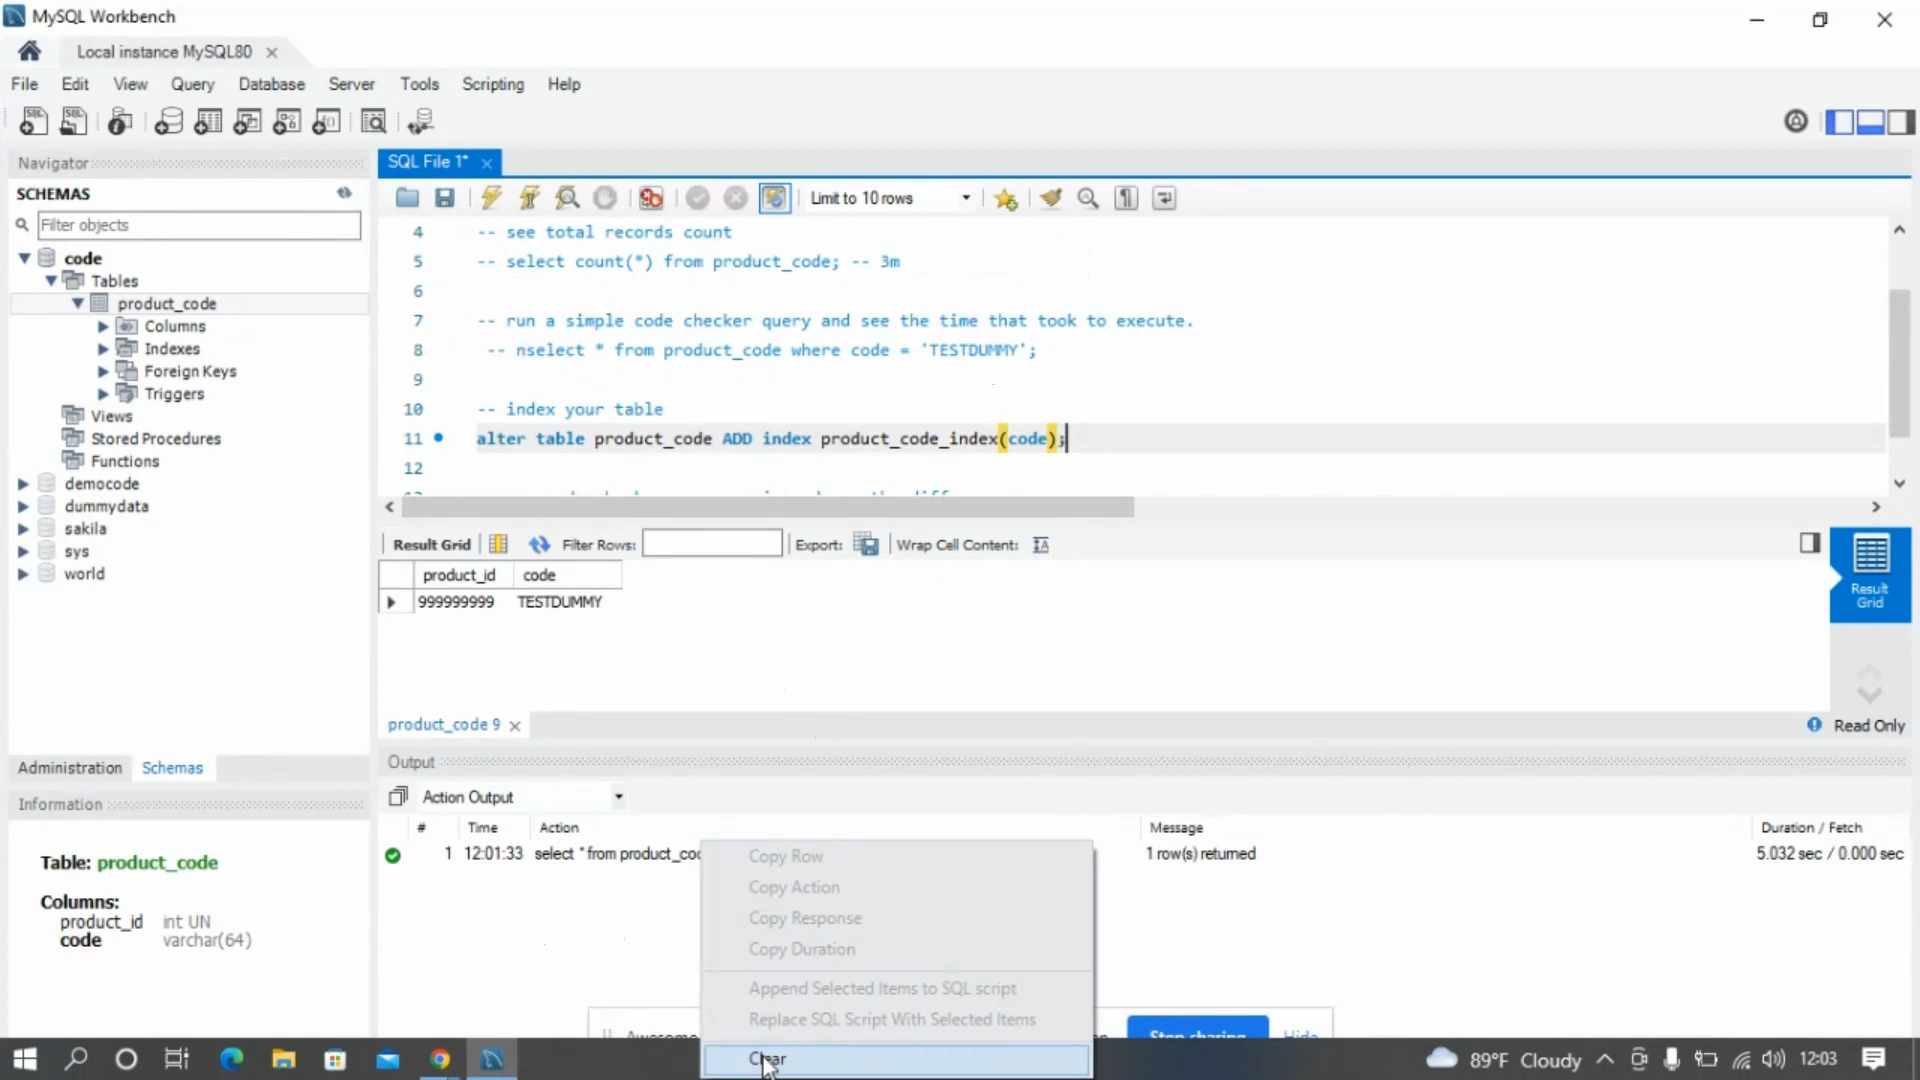 MySQL Workbench
Local instance MySQL80
File Edit View Query Database Server Tools Scripting Help
Navigator
SCHEMAS
Filter objects
code
Tables
product_code
Columns
Indexes
Foreign Keys
Triggers
Views
Stored Procedures
Functions
democode
dummydata
sakila
sys
world
Administration Schemas
Information
Table: product_code
Columns:
product_id int UN
code varchar(64)
SQL File 1*
Limit to 10 rows
4 -- see total records count
5 -- select count(*) from product_code; -- 3m
6
7 -- run a simple code checker query and see the time that took to execute.
8 -- nselect * from product_code where code = 'TESTDUMMY';
9
10 -- index your table
11 alter table product_code ADD index product_code_index(code);
12
Result Grid Filter Rows: Export: Wrap Cell Content:
product_id code
999999999 TESTDUMMY
Result
Grid
product_code 9
Read Only
Output
Action Output
# Time Action Message Duration / Fetch
1 12:01:33 select * from product_cod 1 row(s) returned 5.032 sec / 0.000 sec
Copy Row
Copy Action
Copy Response
Copy Duration
Append Selected Items to SQL script
Replace SQL Script With Selected Items
Clear
Stop sharing Hide
89°F Cloudy 12:03